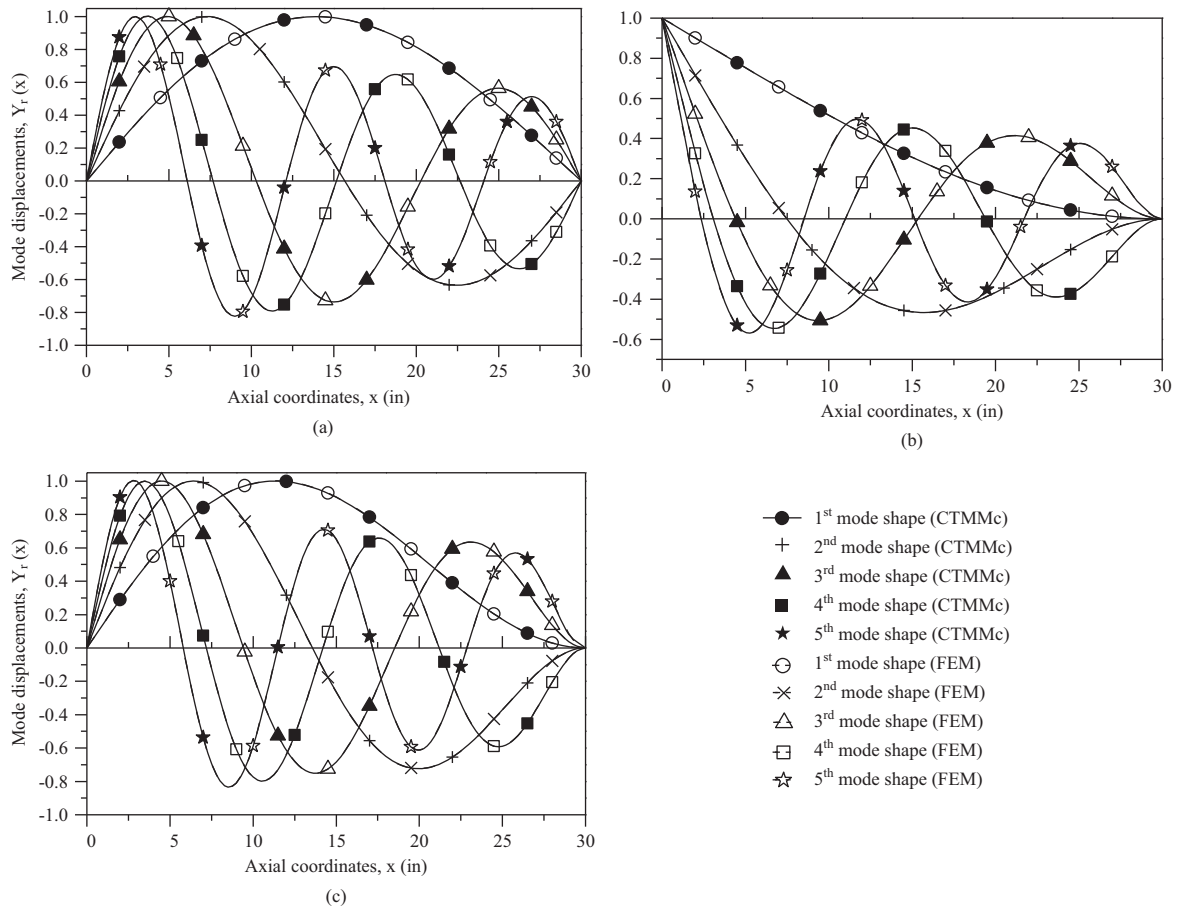 Mode displacements, Y_r (x)
1.0
0.8
0.6
0.4
0.2
0.0
-0.2
-0.4
-0.6
-0.8
-1.0
0 5 10 15 20 25 30
Axial coordinates, x (in)
(a)
1.0
0.8
0.6
0.4
0.2
0.0
-0.2
-0.4
-0.6
0 5 10 15 20 25 30
Axial coordinates, x (in)
(b)
Mode displacements, Y_r (x)
1.0
0.8
0.6
0.4
0.2
0.0
-0.2
-0.4
-0.6
-0.8
-1.0
0 5 10 15 20 25 30
Axial coordinates, x (in)
(c)
1st mode shape (CTMMc)
2nd mode shape (CTMMc)
3rd mode shape (CTMMc)
4th mode shape (CTMMc)
5th mode shape (CTMMc)
1st mode shape (FEM)
2nd mode shape (FEM)
3rd mode shape (FEM)
4th mode shape (FEM)
5th mode shape (FEM)